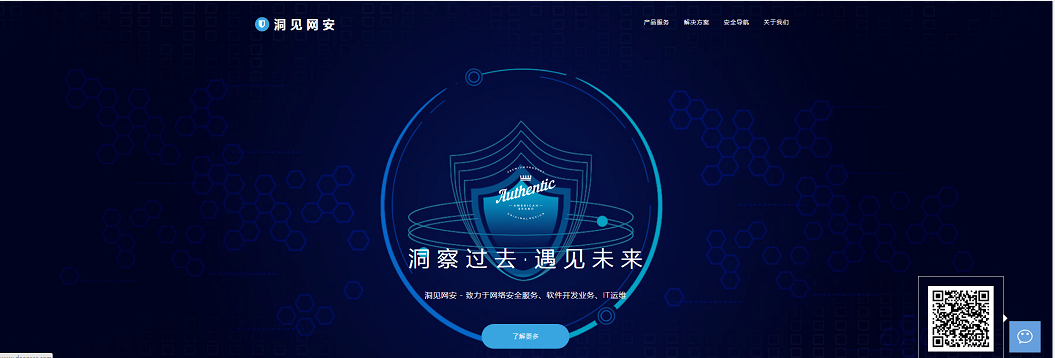 洞见网安
产品服务 解决方案 安全导航 关于我们
Authentic
AMERICAN
BRAND
洞察过去·遇见未来
洞见网安 - 致力于网络安全服务、软件开发业务、IT运维
了解更多